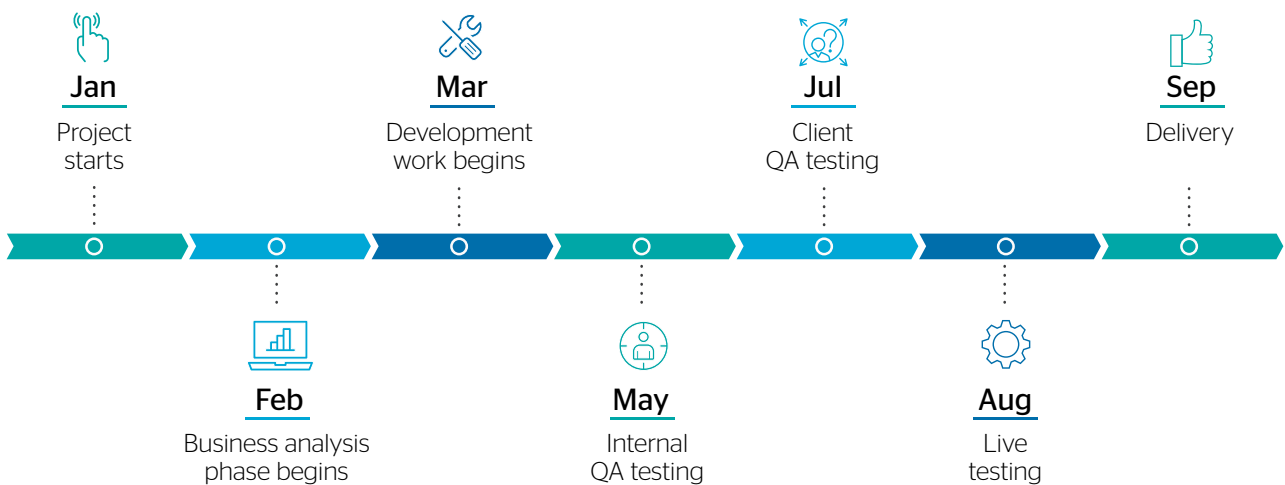 Jan
Project
starts
Feb
Business analysis
phase begins
Mar
Development
work begins
May
Internal
QA testing
Jul
Client
QA testing
Aug
Live
testing
Sep
Delivery